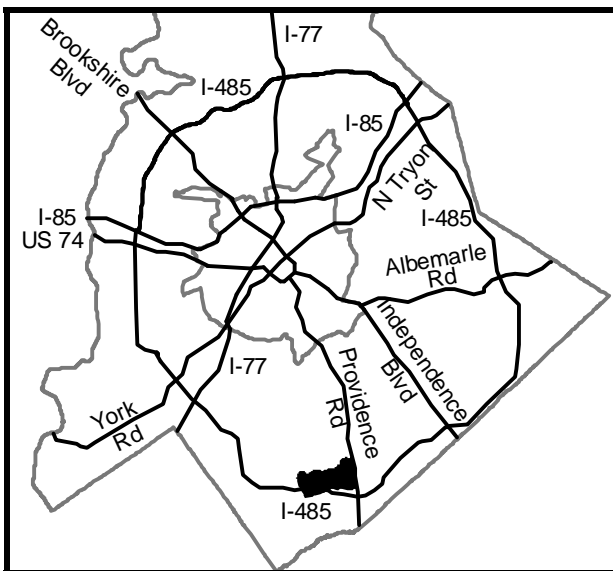 I-77
Brookshire
Blvd
I-485
I-85
N Tryon
St
I-85
US 74
I-485
Albemarle
Rd
Independence
Blvd
Providence
Rd
I-77
York
Rd
I-485